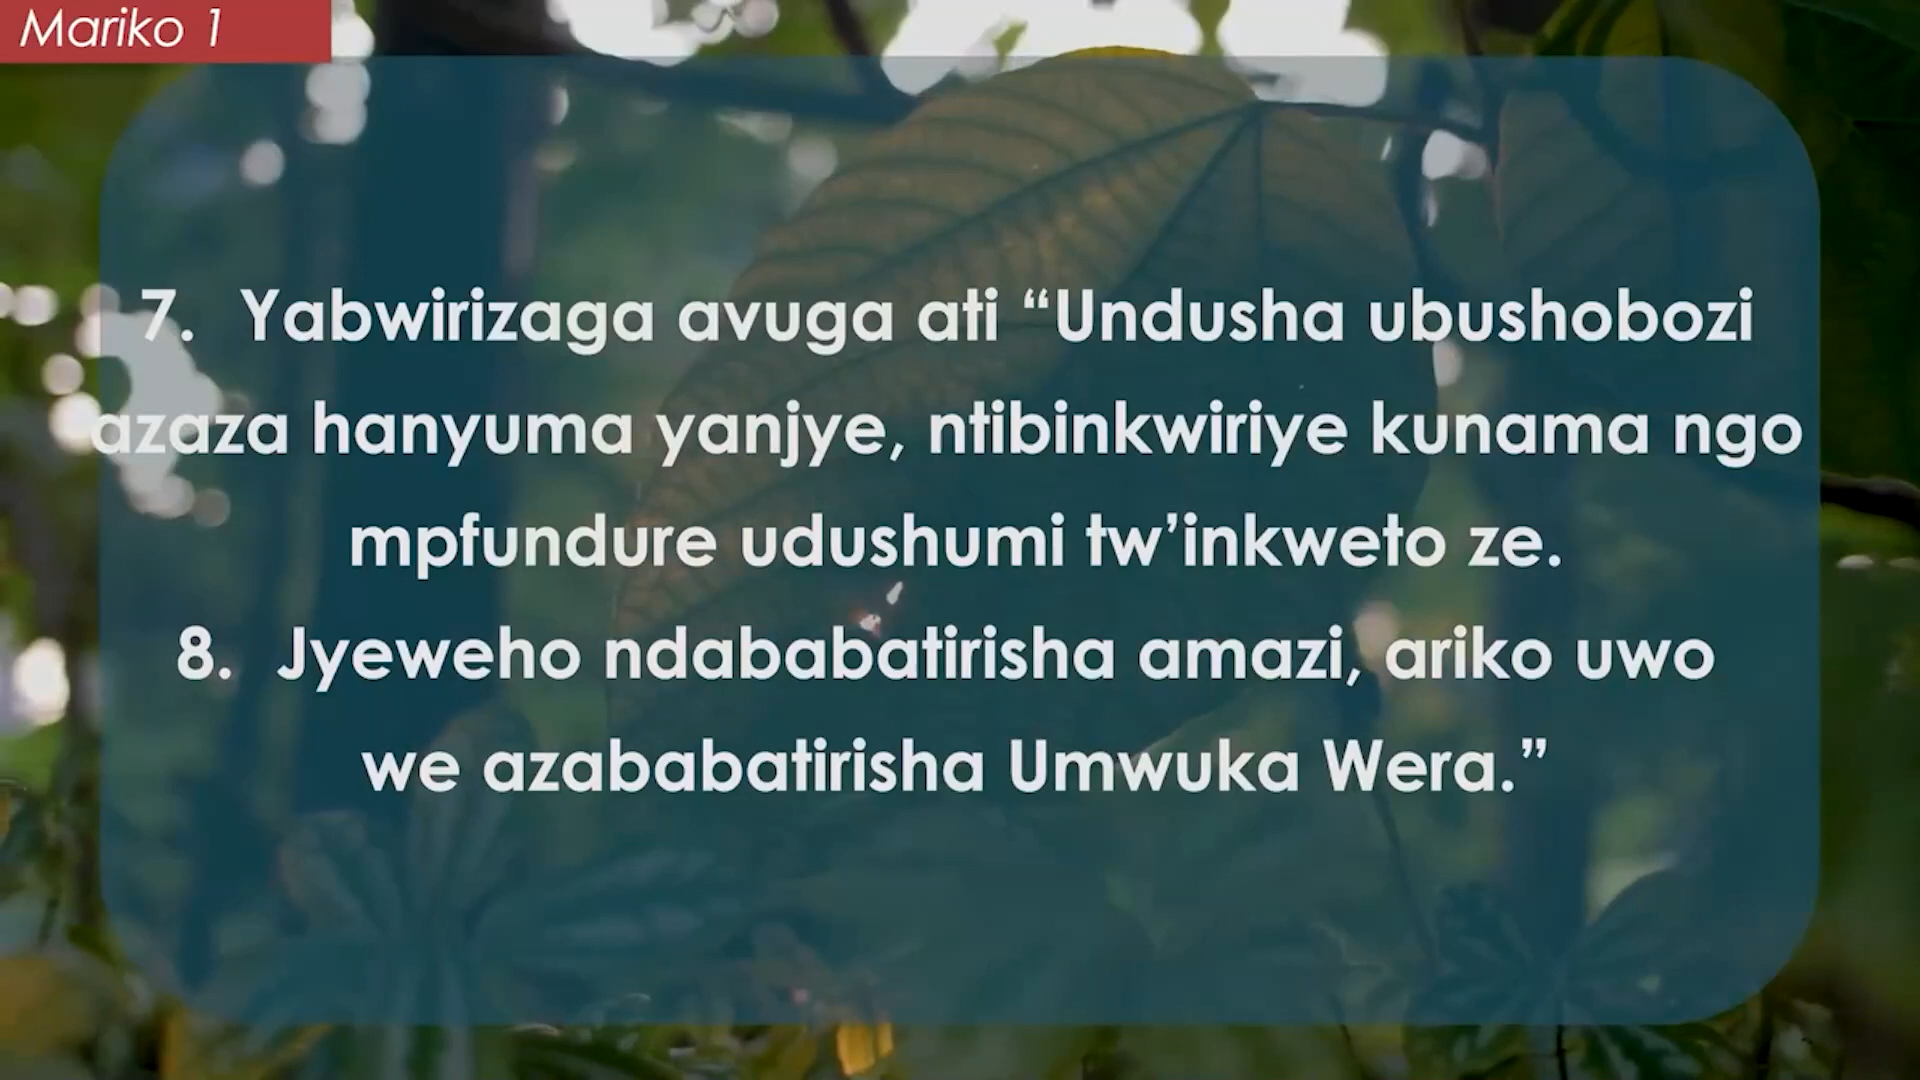 Mariko 1
7. Yabwirizaga avuga ati “Undusha ubushobozi
azaza hanyuma yanjye, ntibinkwiriye kunama ngo
mpfundure udushumi tw’inkweto ze.
8. Jyeweho ndababatirisha amazi, ariko uwo
we azababatirisha Umwuka Wera.”